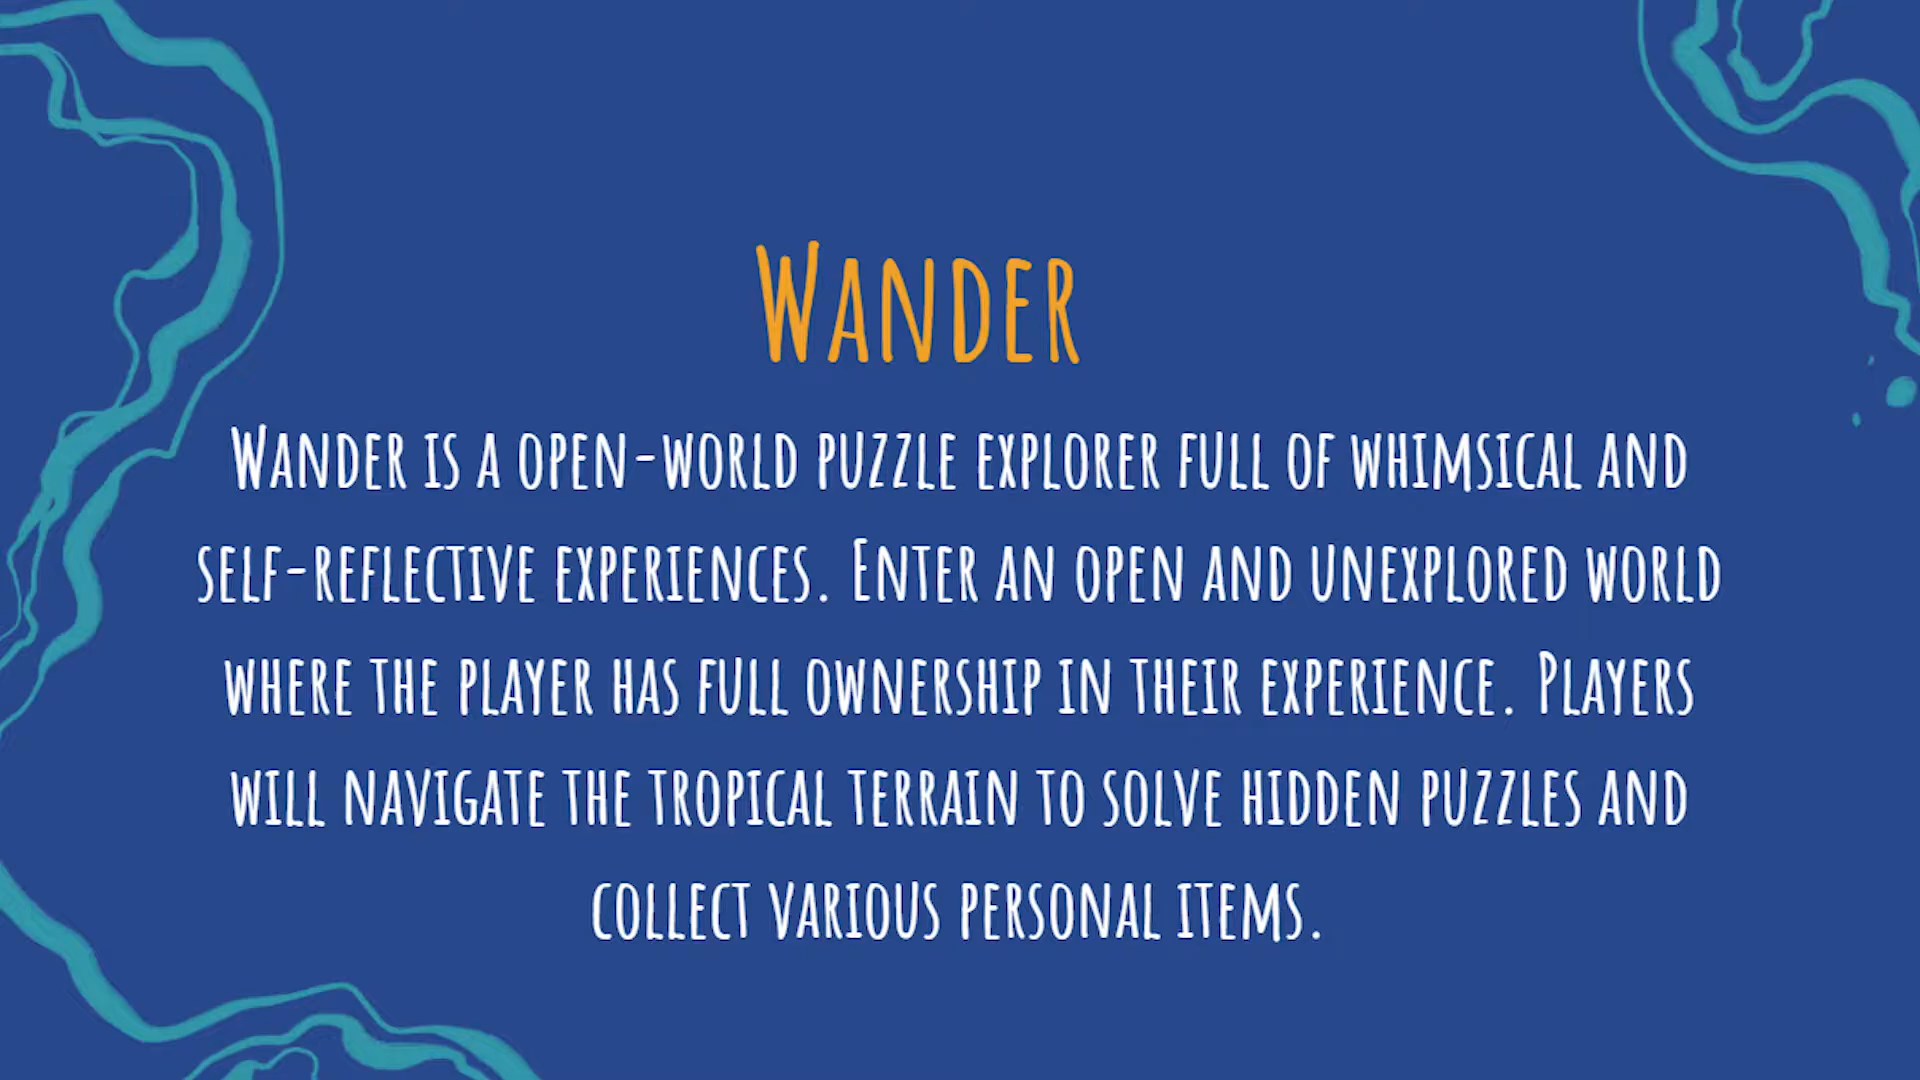 Wander
Wander is a open-world puzzle explorer full of whimsical and
self-reflective experiences. Enter an open and unexplored world
where the player has full ownership in their experience. Players
will navigate the tropical terrain to solve hidden puzzles and
collect various personal items.